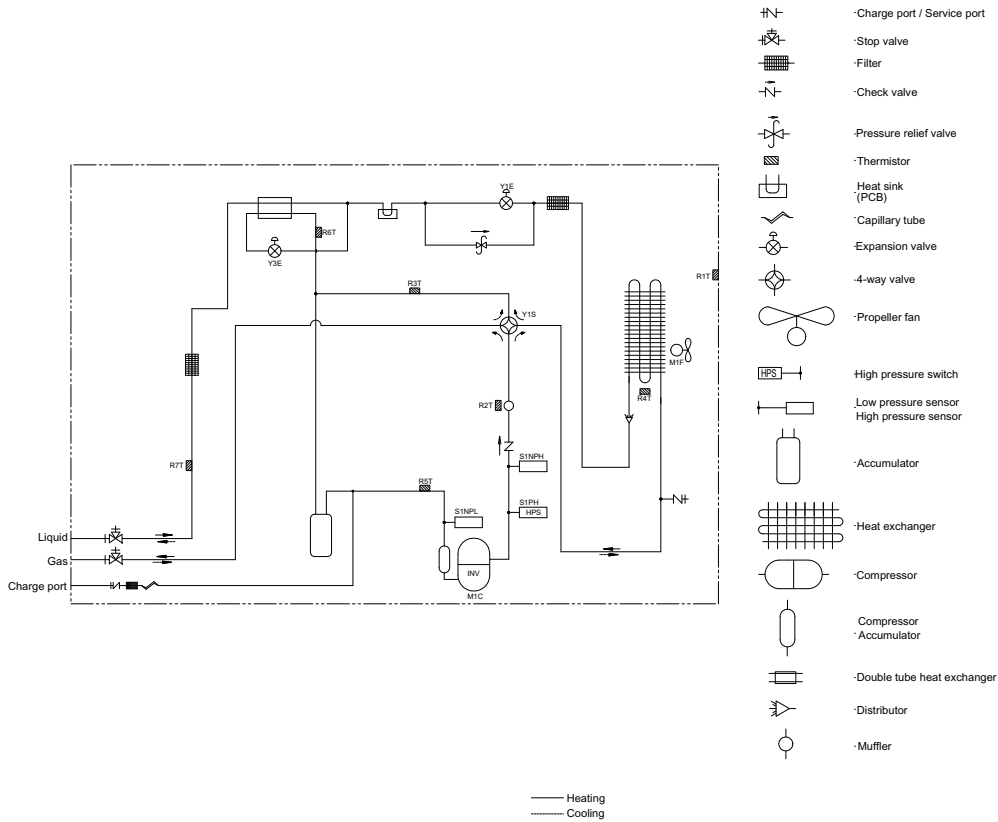 Charge port / Service port
Stop valve
Filter
Check valve
Pressure relief valve
Thermistor
Heat sink
(PCB)
Capillary tube
Expansion valve
4-way valve
Propeller fan
HPS
High pressure switch
Low pressure sensor
High pressure sensor
Accumulator
Heat exchanger
Compressor
Compressor
Accumulator
Double tube heat exchanger
Distributor
Muffler
Y1E
R6T
Y3E
R1T
R3T
Y1S
M1F
R4T
R2T
S1NPH
R7T
R5T
S1PH
HPS
S1NPL
Liquid
Gas
INV
Charge port
M1C
Heating
Cooling